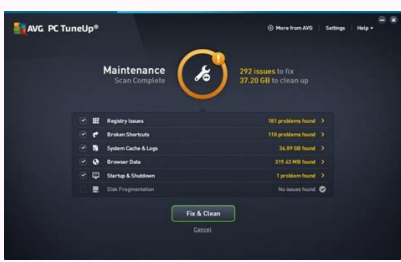 AVG. PC TuneUp®
More from AVG
Settings
Help
Maintenance
Scan Complete
292 issues to fix
37.20 GB to clean up
Registry Issues
181 problems found
Broken Shortcuts
110 problems found
System Cache & Logs
36.89 GB found
Browser Data
319.43 MB found
Startup & Shutdown
1 problem found
Disk Fragmentation
No issues found
Fix & Clean
Cancel